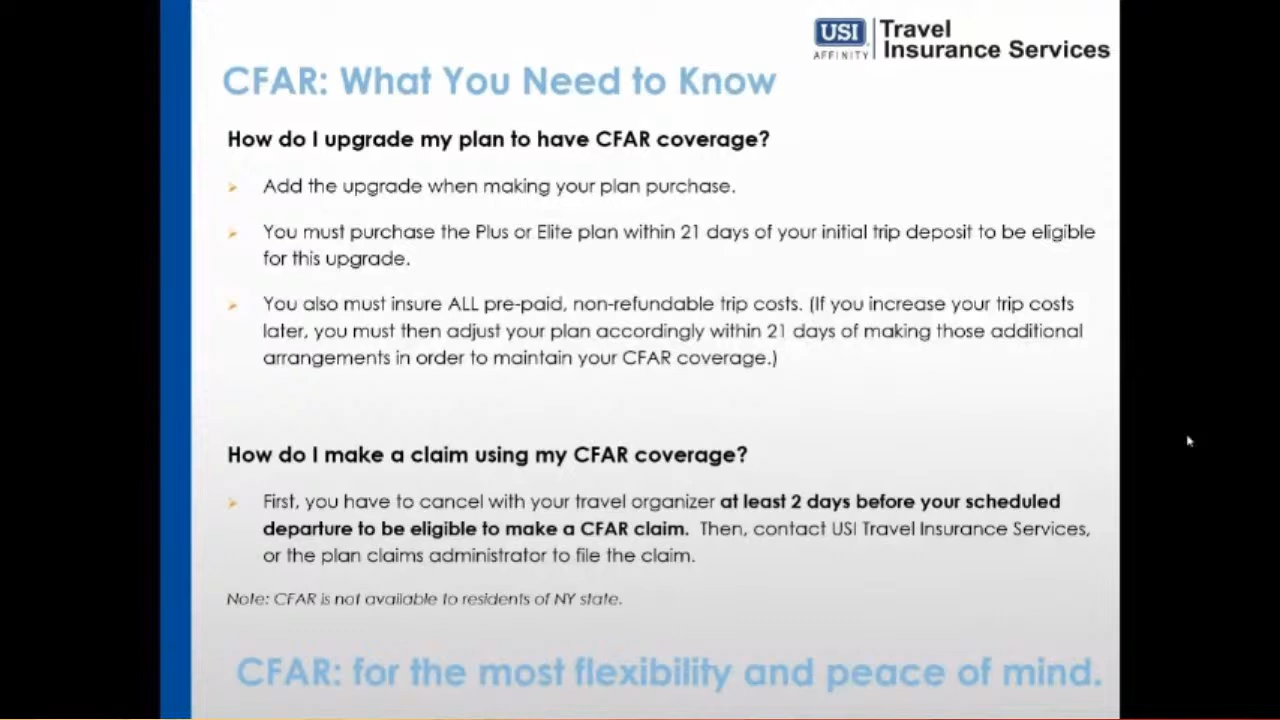 USI
AFFINITY
Travel
Insurance Services
CFAR: What You Need to Know
How do I upgrade my plan to have CFAR coverage?
Add the upgrade when making your plan purchase.
You must purchase the Plus or Elite plan within 21 days of your initial trip deposit to be eligible
for this upgrade.
You also must insure ALL pre-paid, non-refundable trip costs. (If you increase your trip costs
later, you must then adjust your plan accordingly within 21 days of making those additional
arrangements in order to maintain your CFAR coverage.)
How do I make a claim using my CFAR coverage?
First, you have to cancel with your travel organizer at least 2 days before your scheduled
departure to be eligible to make a CFAR claim. Then, contact USI Travel Insurance Services,
or the plan claims administrator to file the claim.
Note: CFAR is not available to residents of NY state.
CFAR: for the most flexibility and peace of mind.